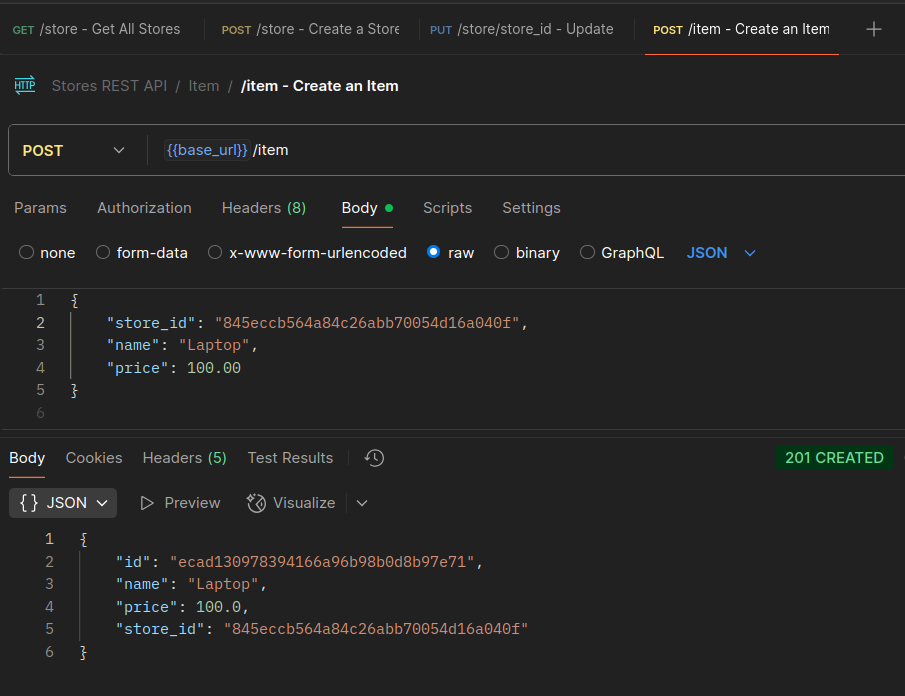 GET /store - Get All Stores POST /store - Create a Store PUT /store/store_id - Update POST /item - Create an Item
HTTP Stores REST API / Item / /item - Create an Item
POST {{base_url}} /item
Params Authorization Headers (8) Body Scripts Settings
none form-data x-www-form-urlencoded raw binary GraphQL JSON
1 {
2 "store_id": "845eccb564a84c26abb70054d16a040f",
3 "name": "Laptop",
4 "price": 100.00
5 }
6
Body Cookies Headers (5) Test Results 201 CREATED
{} JSON Preview Visualize
1 {
2 "id": "ecad130978394166a96b98b0d8b97e71",
3 "name": "Laptop",
4 "price": 100.0,
5 "store_id": "845eccb564a84c26abb70054d16a040f"
6 }